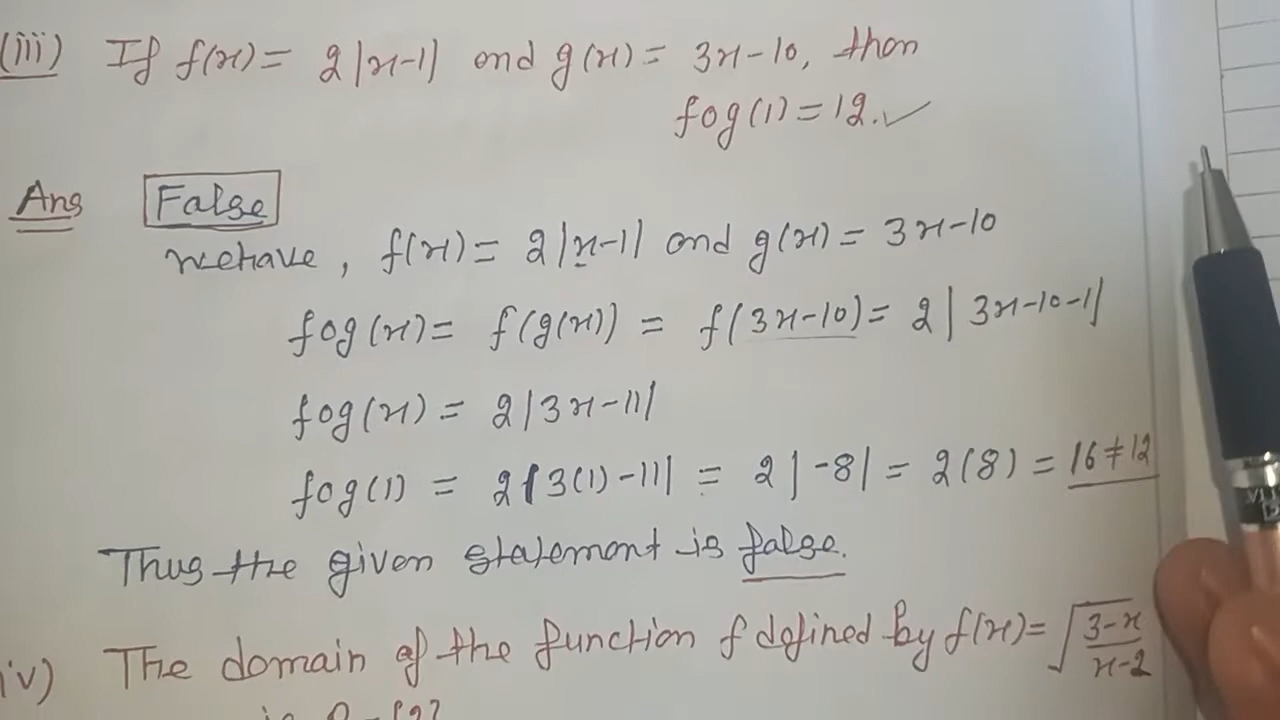 (iii) If f(x) = 2|x-1| and g(x) = 3x-10, then
fog(1) = 12.✓
Ans False
We have, f(x) = 2|x-1| and g(x) = 3x-10
fog(x) = f(g(x)) = f(3x-10) = 2|3x-10-1|
fog(x) = 2|3x-11|
fog(1) = 2|3(1)-11| = 2|-8| = 2(8) = 16≠12
Thus the given statement is false.
iv) The domain of the function f defined by f(x) = √(3-x/x-2)
is R-{2}